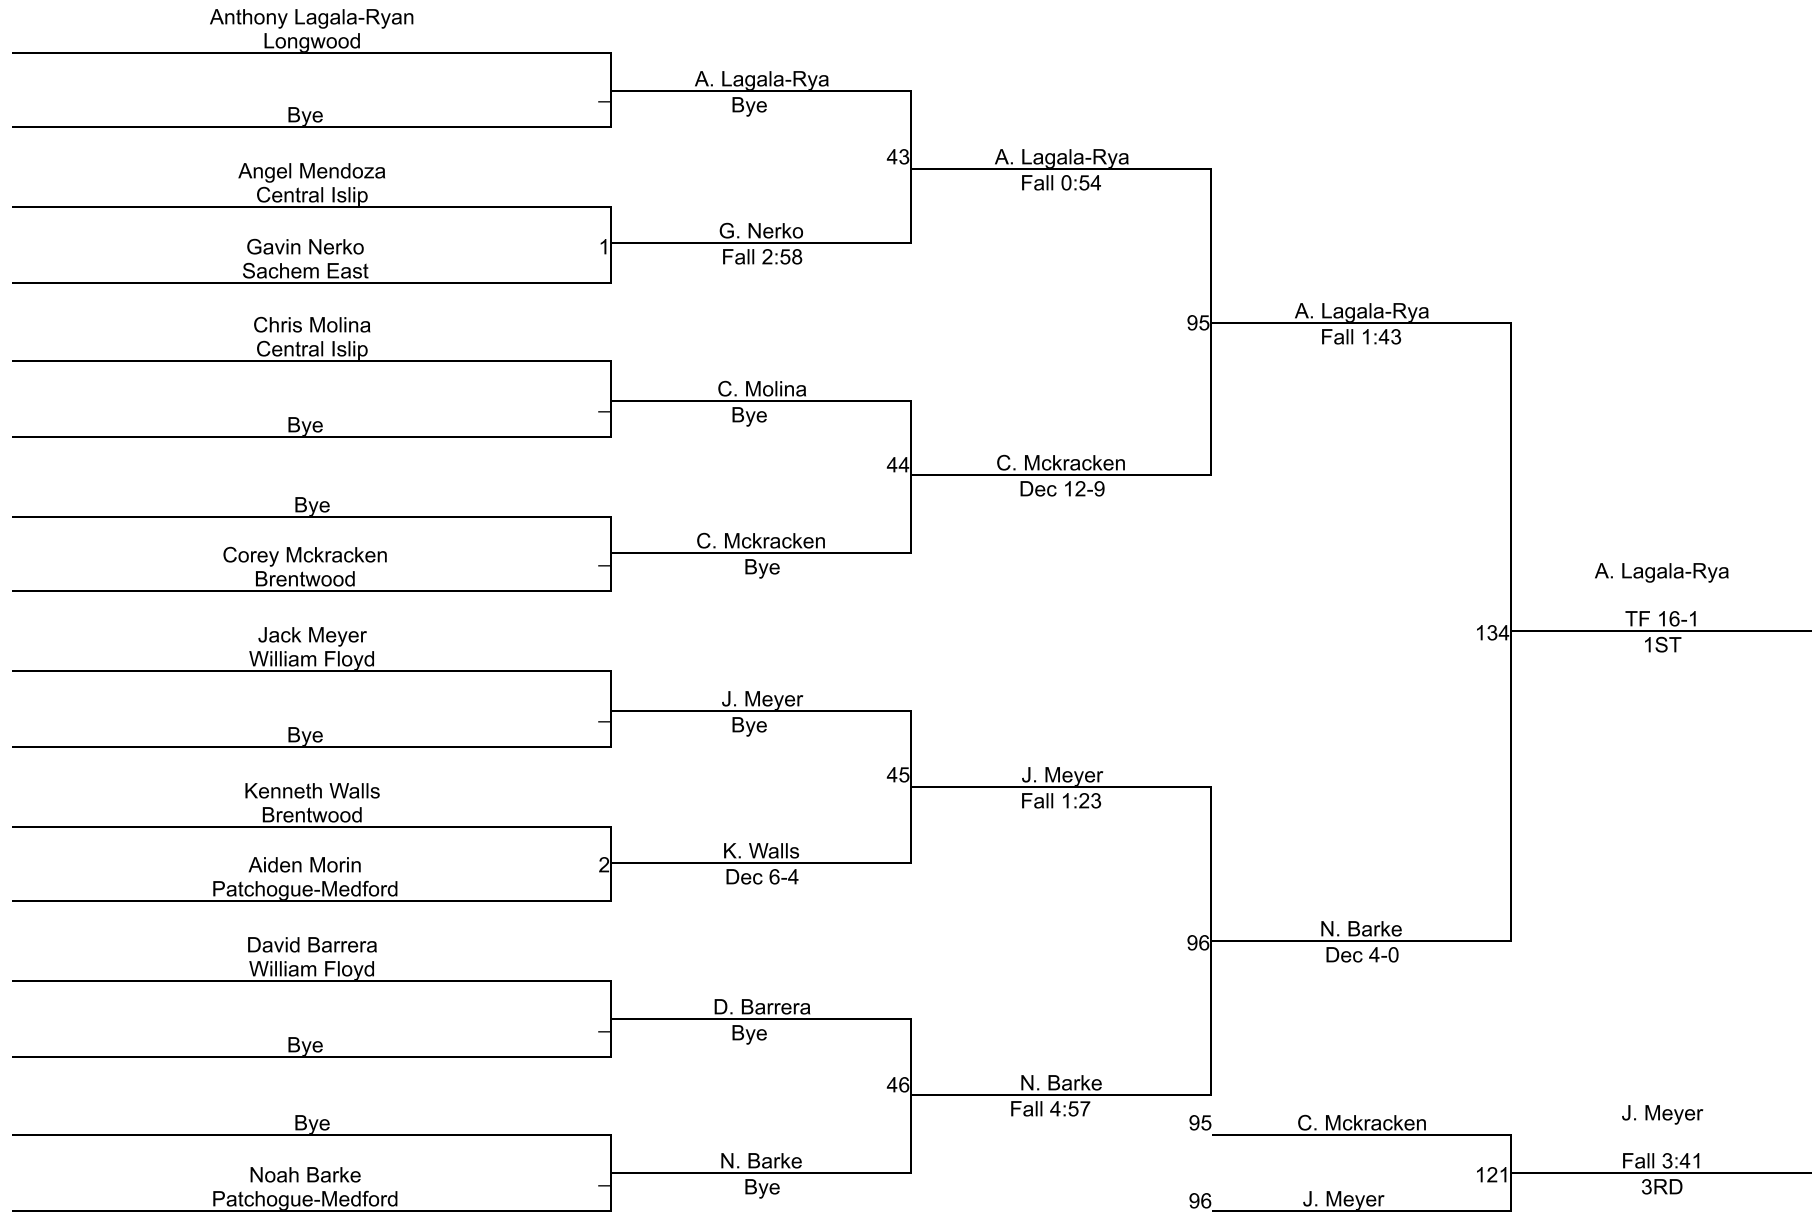 Anthony Lagala-Ryan
Longwood
Bye
Angel Mendoza
Central Islip
Gavin Nerko
Sachem East
Chris Molina
Central Islip
Bye
Bye
Corey Mckracken
Brentwood
Jack Meyer
William Floyd
Bye
Kenneth Walls
Brentwood
Aiden Morin
Patchogue-Medford
David Barrera
William Floyd
Bye
Bye
Noah Barke
Patchogue-Medford
1
2
A. Lagala-Rya
Bye
G. Nerko
Fall 2:58
C. Molina
Bye
C. Mckracken
Bye
J. Meyer
Bye
K. Walls
Dec 6-4
D. Barrera
Bye
N. Barke
Bye
43
44
45
46
A. Lagala-Rya
Fall 0:54
C. Mckracken
Dec 12-9
J. Meyer
Fall 1:23
N. Barke
Fall 4:57
95
96
A. Lagala-Rya
Fall 1:43
N. Barke
Dec 4-0
134
A. Lagala-Rya
TF 16-1
1ST
95
C. Mckracken
96
J. Meyer
121
J. Meyer
Fall 3:41
3RD